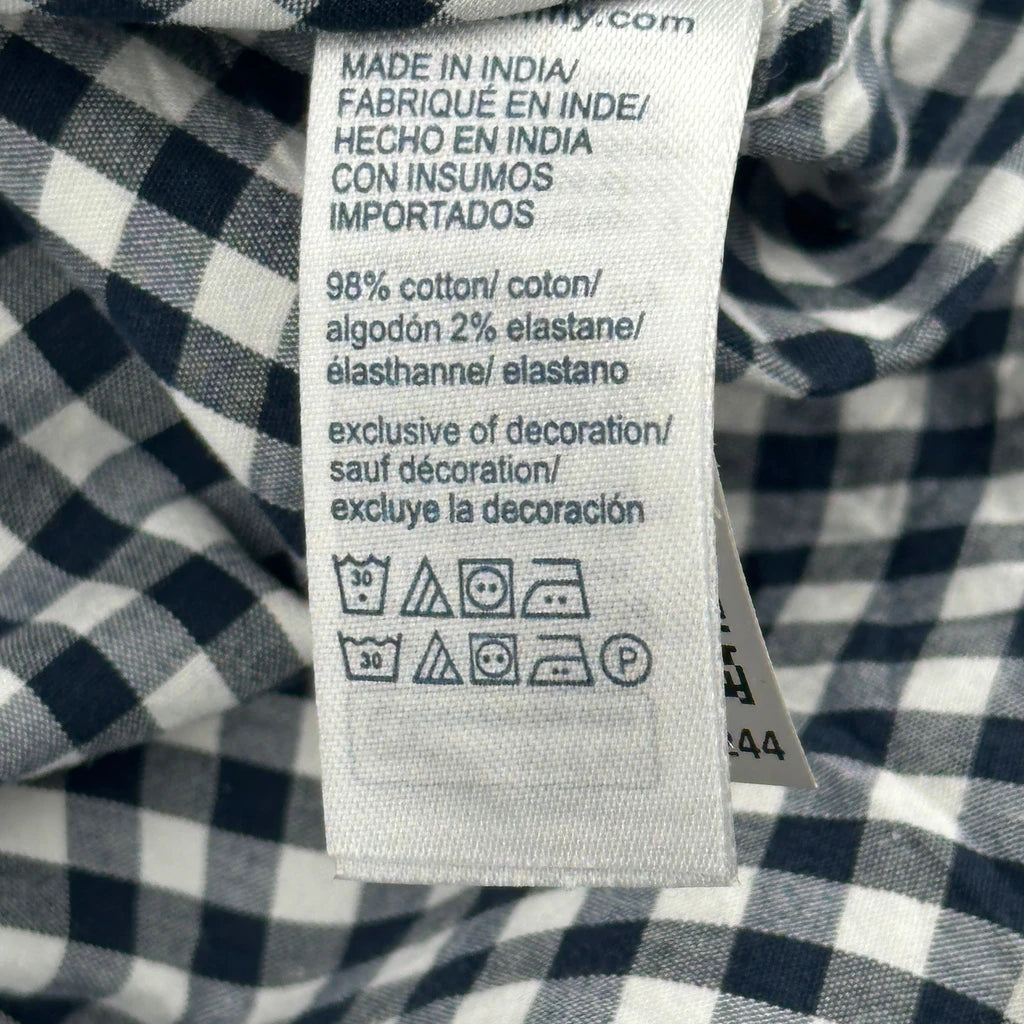 MADE IN INDIA/
FABRIQUÉ EN INDE/
HECHO EN INDIA
CON INSUMOS
IMPORTADOS
98% cotton/ coton/
algodón 2% elastane/
élasthanne/ elastano
exclusive of decoration/
sauf décoration/
excluye la decoración
30
30 P
244